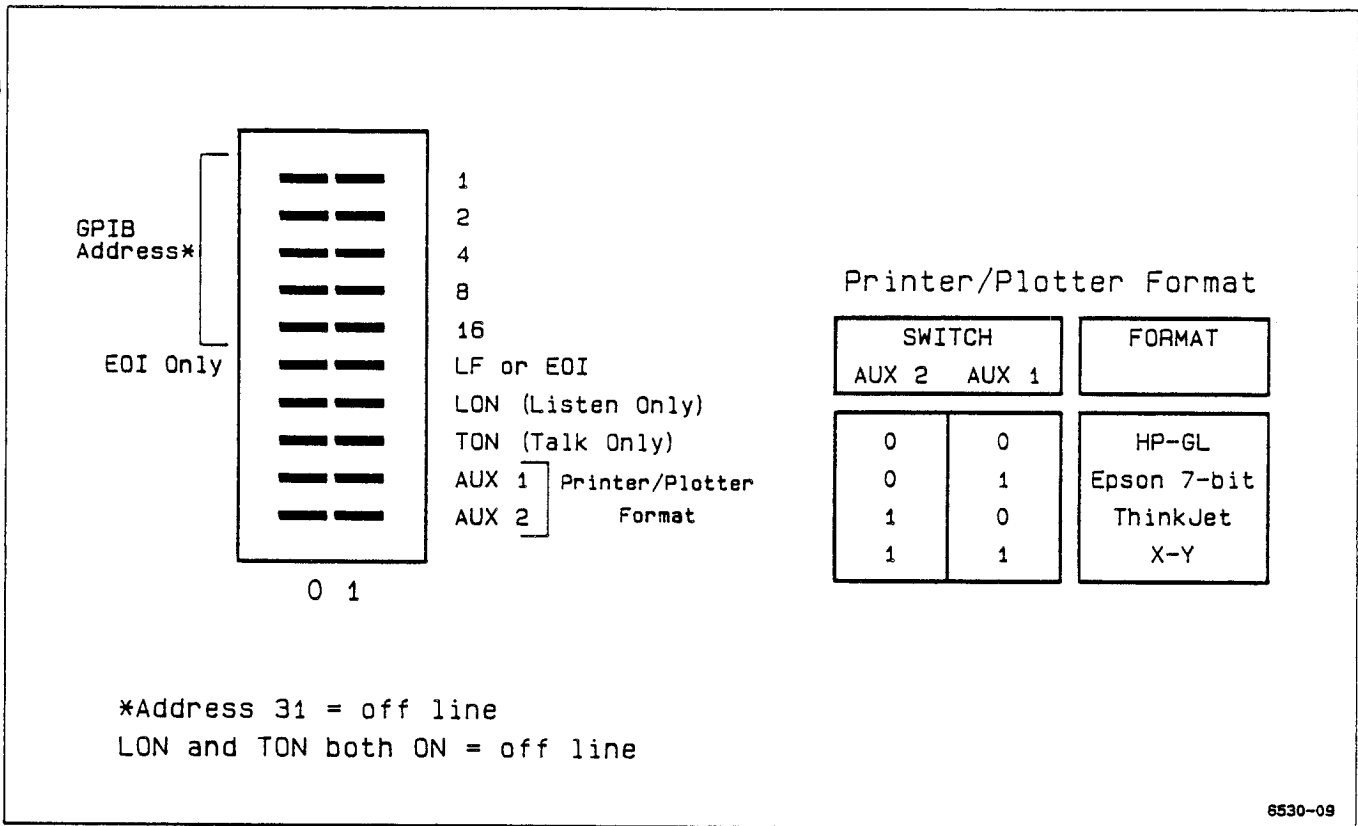 GPIB
Address*
EOI Only
1
2
4
8
16
LF or EOI
LON (Listen Only)
TON (Talk Only)
AUX 1
AUX 2
Printer/Plotter
Format
0 1
Printer/Plotter Format
SWITCH FORMAT
AUX 2 AUX 1
0 0 HP-GL
0 1 Epson 7-bit
1 0 ThinkJet
1 1 X-Y
*Address 31 = off line
LON and TON both ON = off line
6530-09